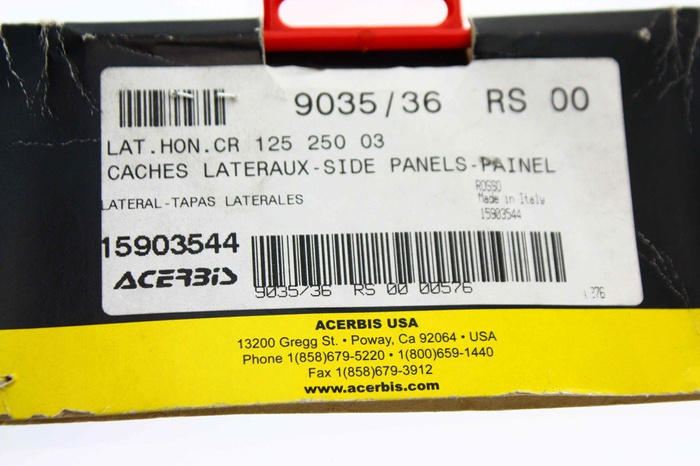 9035/36 RS 00
LAT.HON.CR 125 250 03
CACHES LATERAUX-SIDE PANELS-PAINEL
LATERAL-TAPAS LATERALES
ROSSO
Made in Italy
15903544
15903544
ACERBIS
9035/36 RS 00 00576
ACERBIS USA
13200 Gregg St. • Poway, Ca 92064 • USA
Phone 1(858)679-5220 • 1(800)659-1440
Fax 1(858)679-3912
www.acerbis.com